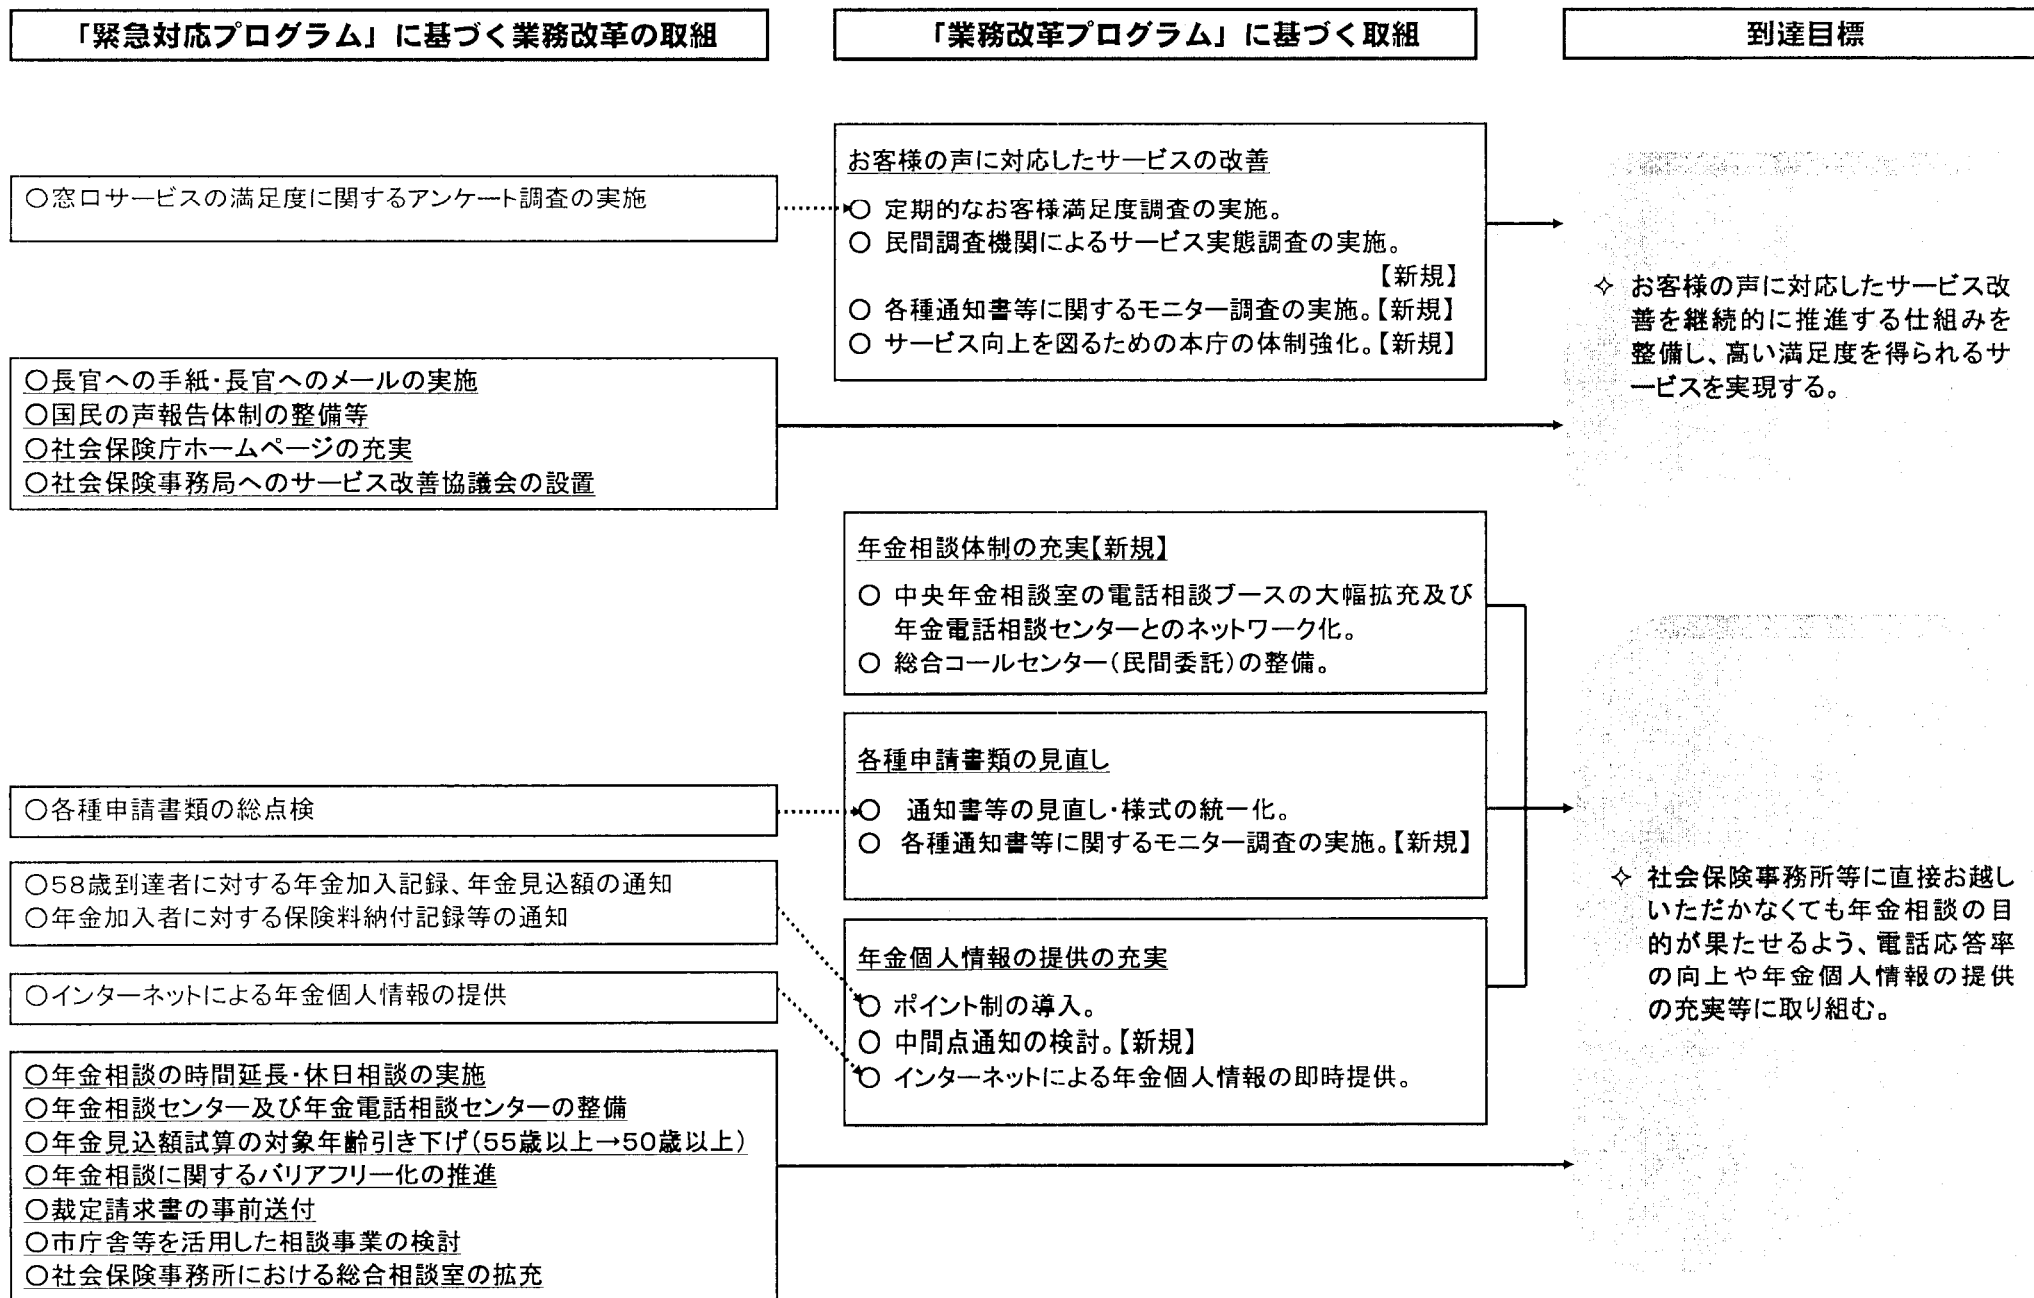 「緊急対応プログラム」に基づく業務改革の取組
「業務改革プログラム」に基づく取組
到達目標
○窓口サービスの満足度に関するアンケート調査の実施
○長官への手紙・長官へのメールの実施
○国民の声報告体制の整備等
○社会保険庁ホームページの充実
○社会保険事務局へのサービス改善協議会の設置
○各種申請書類の総点検
○58歳到達者に対する年金加入記録、年金見込額の通知
○年金加入者に対する保険料納付記録等の通知
○インターネットによる年金個人情報の提供
○年金相談の時間延長・休日相談の実施
○年金相談センター及び年金電話相談センターの整備
○年金見込額試算の対象年齢引き下げ(55歳以上→50歳以上)
○年金相談に関するバリアフリー化の推進
○裁定請求書の事前送付
○市庁舎等を活用した相談事業の検討
○社会保険事務所における総合相談室の拡充
お客様の声に対応したサービスの改善
○ 定期的なお客様満足度調査の実施。
○ 民間調査機関によるサービス実態調査の実施。
【新規】
○ 各種通知書等に関するモニター調査の実施。【新規】
○ サービス向上を図るための本庁の体制強化。【新規】
年金相談体制の充実【新規】
○ 中央年金相談室の電話相談ブースの大幅拡充及び
年金電話相談センターとのネットワーク化。
○ 総合コールセンター(民間委託)の整備。
各種申請書類の見直し
○ 通知書等の見直し・様式の統一化。
○ 各種通知書等に関するモニター調査の実施。【新規】
年金個人情報の提供の充実
○ ポイント制の導入。
○ 中間点通知の検討。【新規】
○ インターネットによる年金個人情報の即時提供。
✧ お客様の声に対応したサービス改
善を継続的に推進する仕組みを
整備し、高い満足度を得られるサ
ービスを実現する。
✧ 社会保険事務所等に直接お越し
いただかなくても年金相談の目
的が果たせるよう、電話応答率
の向上や年金個人情報の提供
の充実等に取り組む。